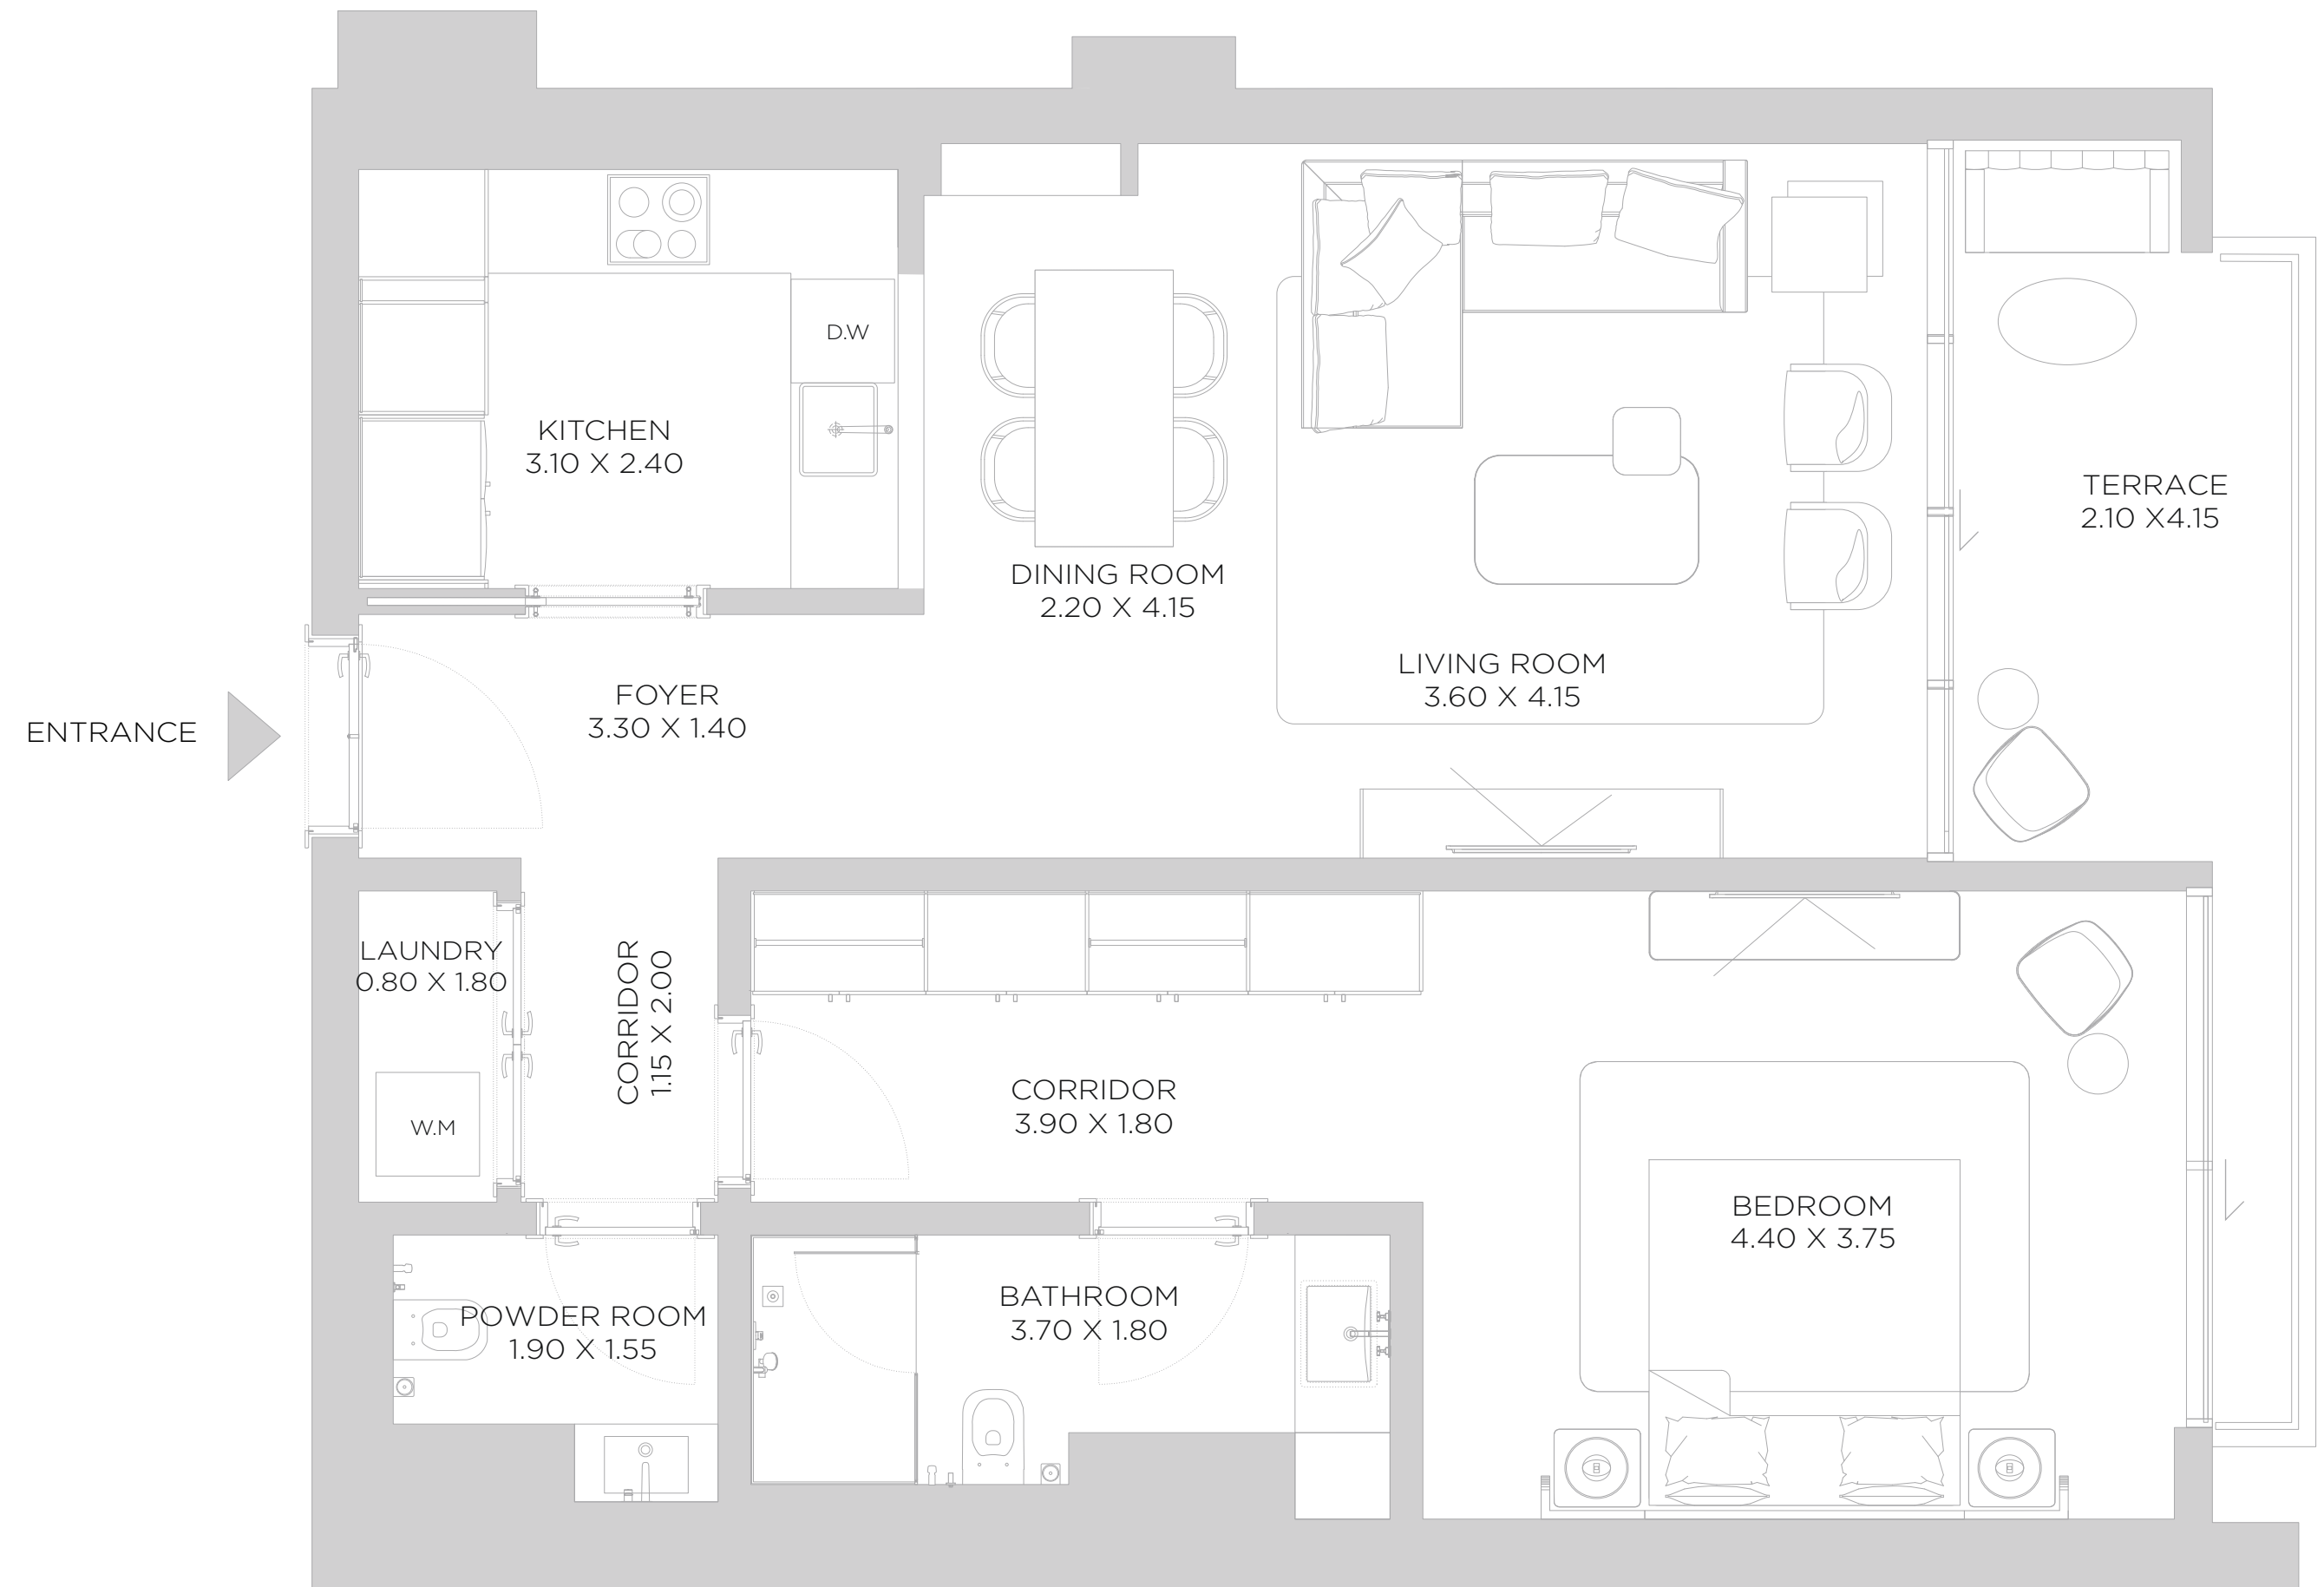 D.W
KITCHEN
3.10 X 2.40
TERRACE
2.10 X4.15
DINING ROOM
2.20 X 4.15
LIVING ROOM
3.60 X 4.15
FOYER
3.30 X 1.40
ENTRANCE
LAUNDRY
0.80 X 1.80
CORRIDOR
1.15 X 2.00
W.M
CORRIDOR
3.90 X 1.80
BEDROOM
4.40 X 3.75
POWDER ROOM
1.90 X 1.55
BATHROOM
3.70 X 1.80